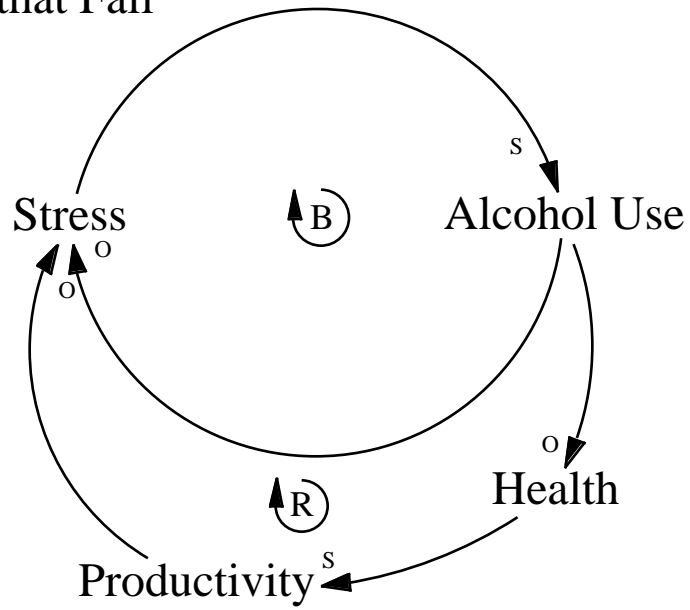 that Fail
s
B
Stress
Alcohol Use
o
o
o
Health
R
s
Productivity